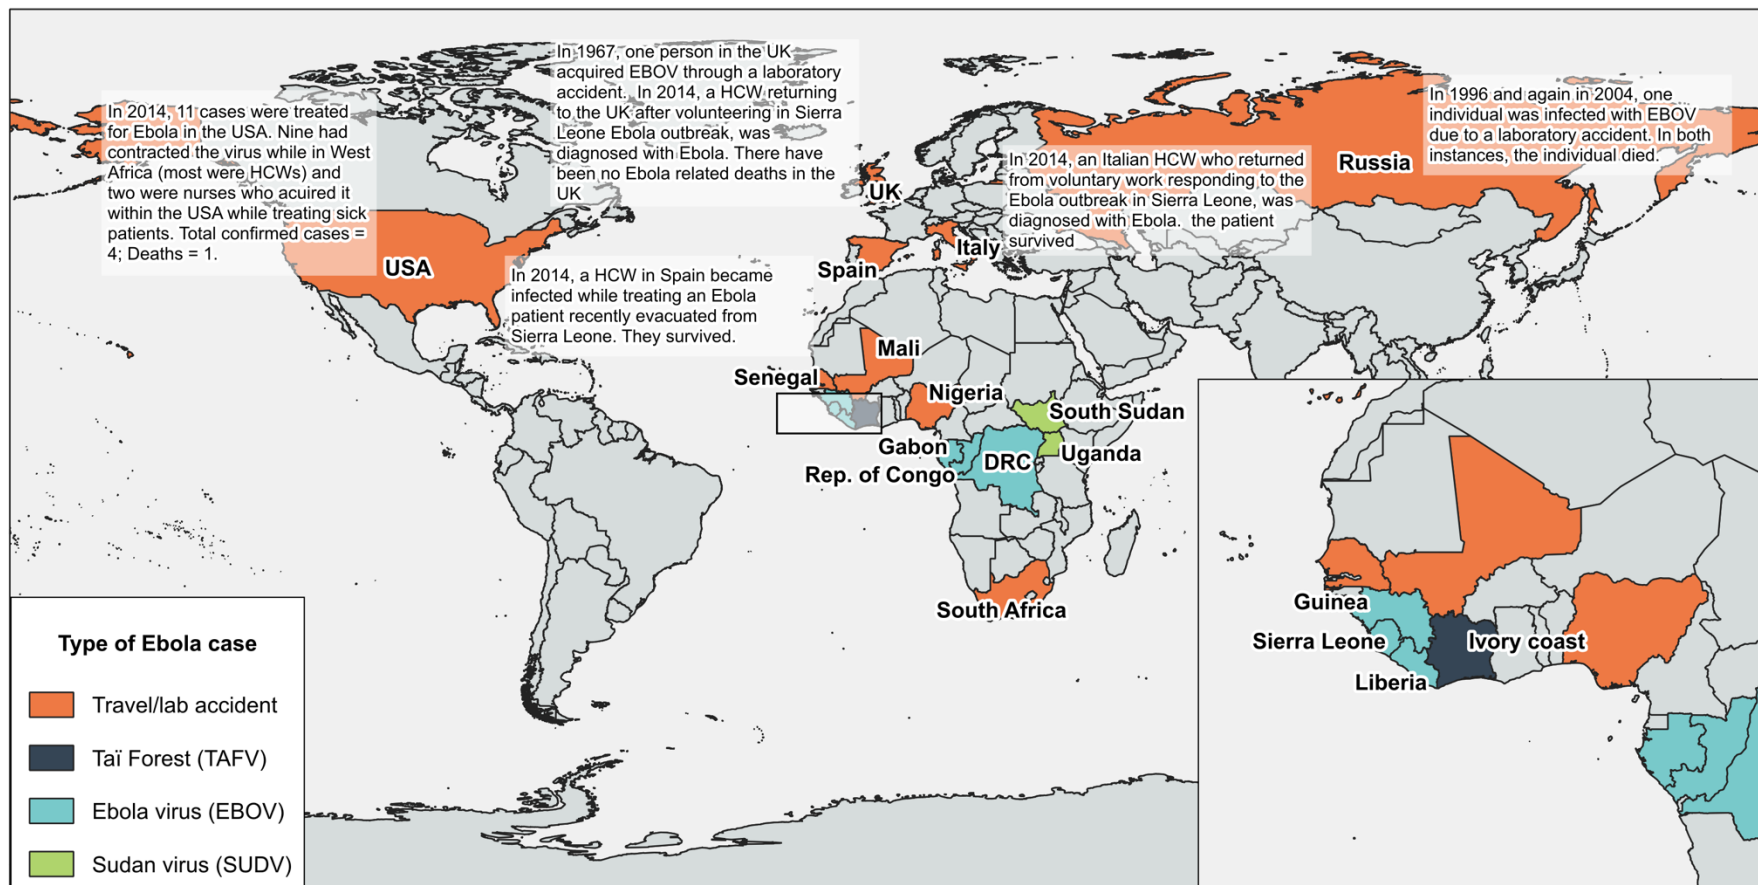 In 1967, one person in the UK
acquired EBOV through a laboratory
accident.  In 2014, a HCW returning
to the UK after volunteering in Sierra
Leone Ebola outbreak, was
diagnosed with Ebola. There have
been no Ebola related deaths in the
UK
In 2014, 11 cases were treated
for Ebola in the USA. Nine had
contracted the virus while in West
Africa (most were HCWs) and
two were nurses who acuired it
within the USA while treating sick
patients. Total confirmed cases =
4; Deaths = 1.
In 1996 and again in 2004, one
individual was infected with EBOV
due to a laboratory accident. In both
instances, the individual died.
In 2014, an Italian HCW who returned
from voluntary work responding to the
Ebola outbreak in Sierra Leone, was
diagnosed with Ebola.  the patient
survived
Russia
UK
Italy
Spain
USA
In 2014, a HCW in Spain became
infected while treating an Ebola
patient recently evacuated from
Sierra Leone. They survived.
Mali
Senegal
Nigeria
South Sudan
Gabon
Uganda
DRC
Rep. of Congo
South Africa
Guinea
Sierra Leone
Ivory coast
Liberia
Type of Ebola case
Travel/lab accident
Taï Forest (TAFV)
Ebola virus (EBOV)
Sudan virus (SUDV)